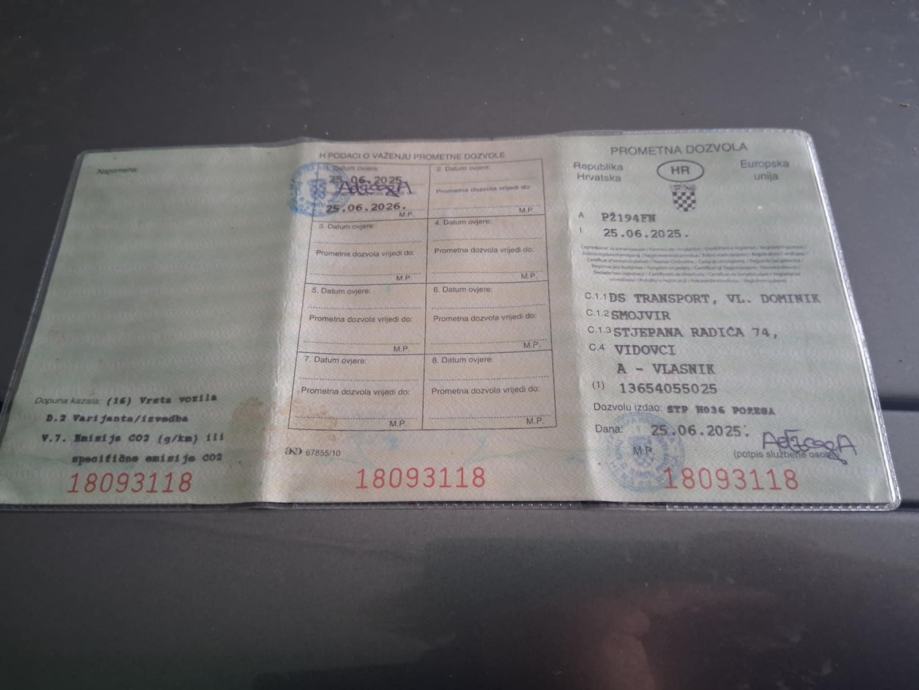 Napomena:
Dopuna kazala: (16) Vrsta vozila
D.2 Varijanta/izvedba
V.7. Emisije CO2 (g/km) ili
specifične emisije CO2
18093118
H PODACI O VAŽENJU PROMETNE DOZVOLE
1. Datum ovjere:
25.06.2025.
25.06.2026.
M.P.
2. Datum ovjere:
Prometna dozvola vrijedi do:
M.P.
3. Datum ovjere:
Prometna dozvola vrijedi do:
M.P.
4. Datum ovjere:
Prometna dozvola vrijedi do:
M.P.
5. Datum ovjere:
Prometna dozvola vrijedi do:
M.P.
6. Datum ovjere:
Prometna dozvola vrijedi do:
M.P.
7. Datum ovjere:
Prometna dozvola vrijedi do:
M.P.
8. Datum ovjere:
Prometna dozvola vrijedi do:
M.P.
AKD 67855/10
18093118
PROMETNA DOZVOLA
Republika
Hrvatska
HR
Europska
unija
A PŽ194FN
I 25.06.2025.
C.1.1 DS TRANSPORT, VL. DOMINIK
C.1.2 SMOJVIR
C.1.3 STJEPANA RADIĆA 74,
C.4 VIDOVCI
A - VLASNIK
(1) 13654055025
Dozvolu izdao: STP H036 POŽEGA
Dana: 25.06.2025.
M.P.
(potpis službene osobe)
18093118